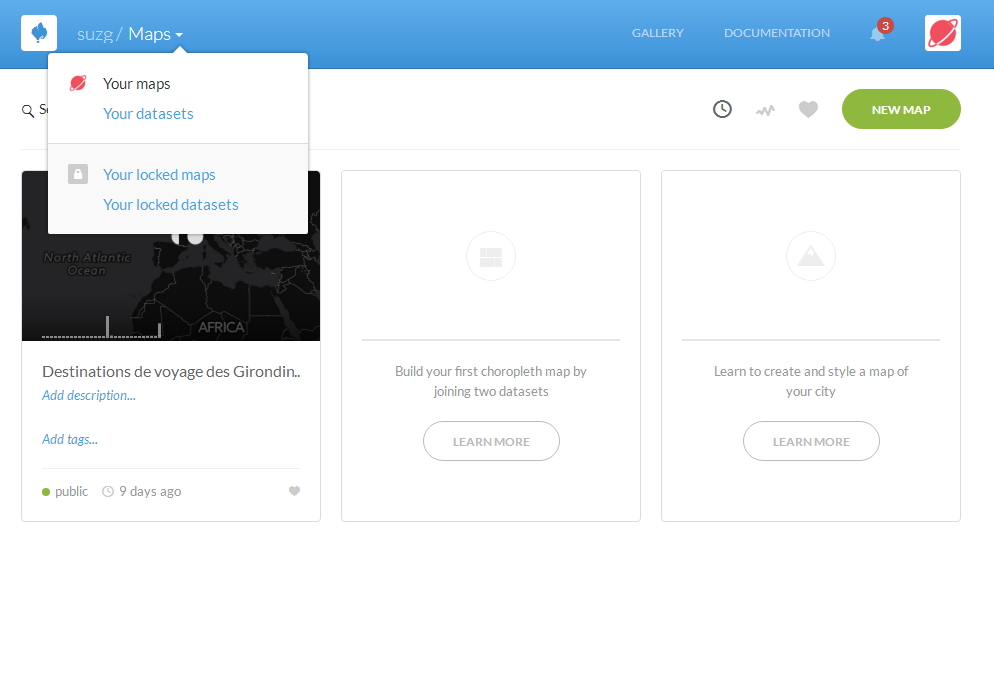 suzg / Maps
GALLERY
DOCUMENTATION
3
Your maps
Your datasets
Your locked maps
Your locked datasets
NEW MAP
North Atlantic
Ocean
AFRICA
Destinations de voyage des Girondin..
Add description...
Add tags...
public
9 days ago
Build your first choropleth map by
joining two datasets
LEARN MORE
Learn to create and style a map of
your city
LEARN MORE